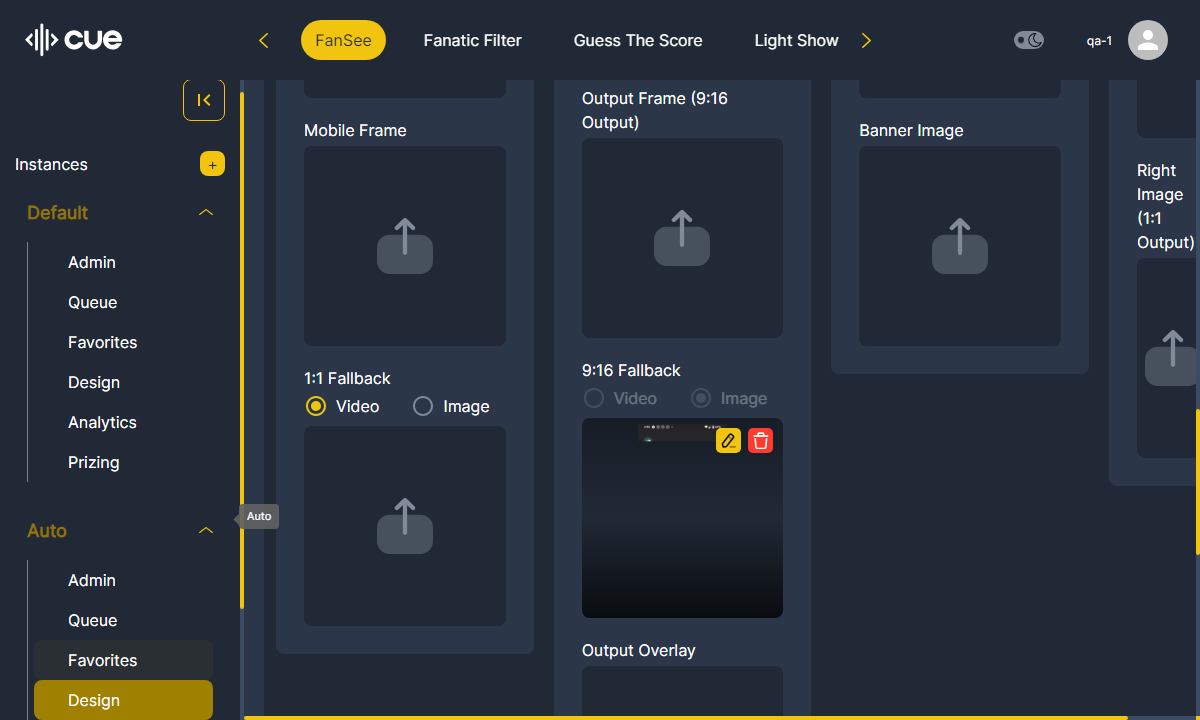 cue
FanSee
Fanatic Filter
Guess The Score
Light Show
qa-1
Instances
+
Default
Admin
Queue
Favorites
Design
Analytics
Prizing
Auto
Admin
Queue
Favorites
Design
Auto
Mobile Frame
1:1 Fallback
Video
Image
Output Frame (9:16
Output)
9:16 Fallback
Video
Image
Output Overlay
Banner Image
Right
Image
(1:1
Output)